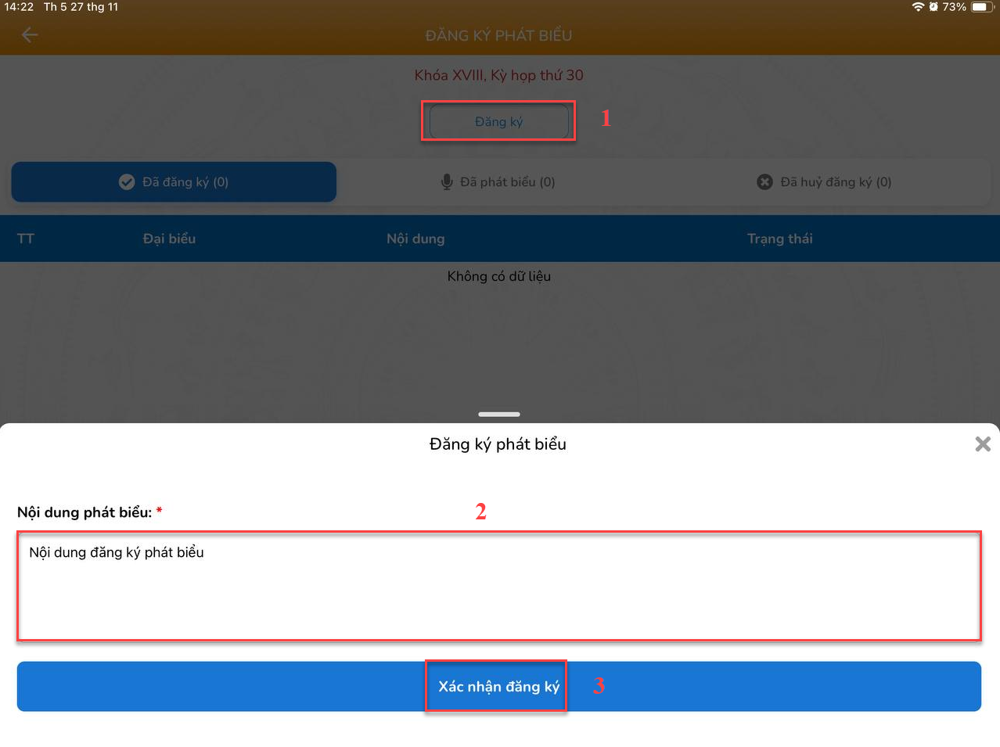 14:22 Th 5 27 thg 11 73%
ĐĂNG KÝ PHÁT BIỂU
Khóa XVIII, Kỳ họp thứ 30
Đăng ký 1
Đã đăng ký (0) Đã phát biểu (0) Đã huỷ đăng ký (0)
TT Đại biểu Nội dung Trạng thái
Không có dữ liệu
Đăng ký phát biểu
Nội dung phát biểu: * 2
Nội dung đăng ký phát biểu
Xác nhận đăng ký 3